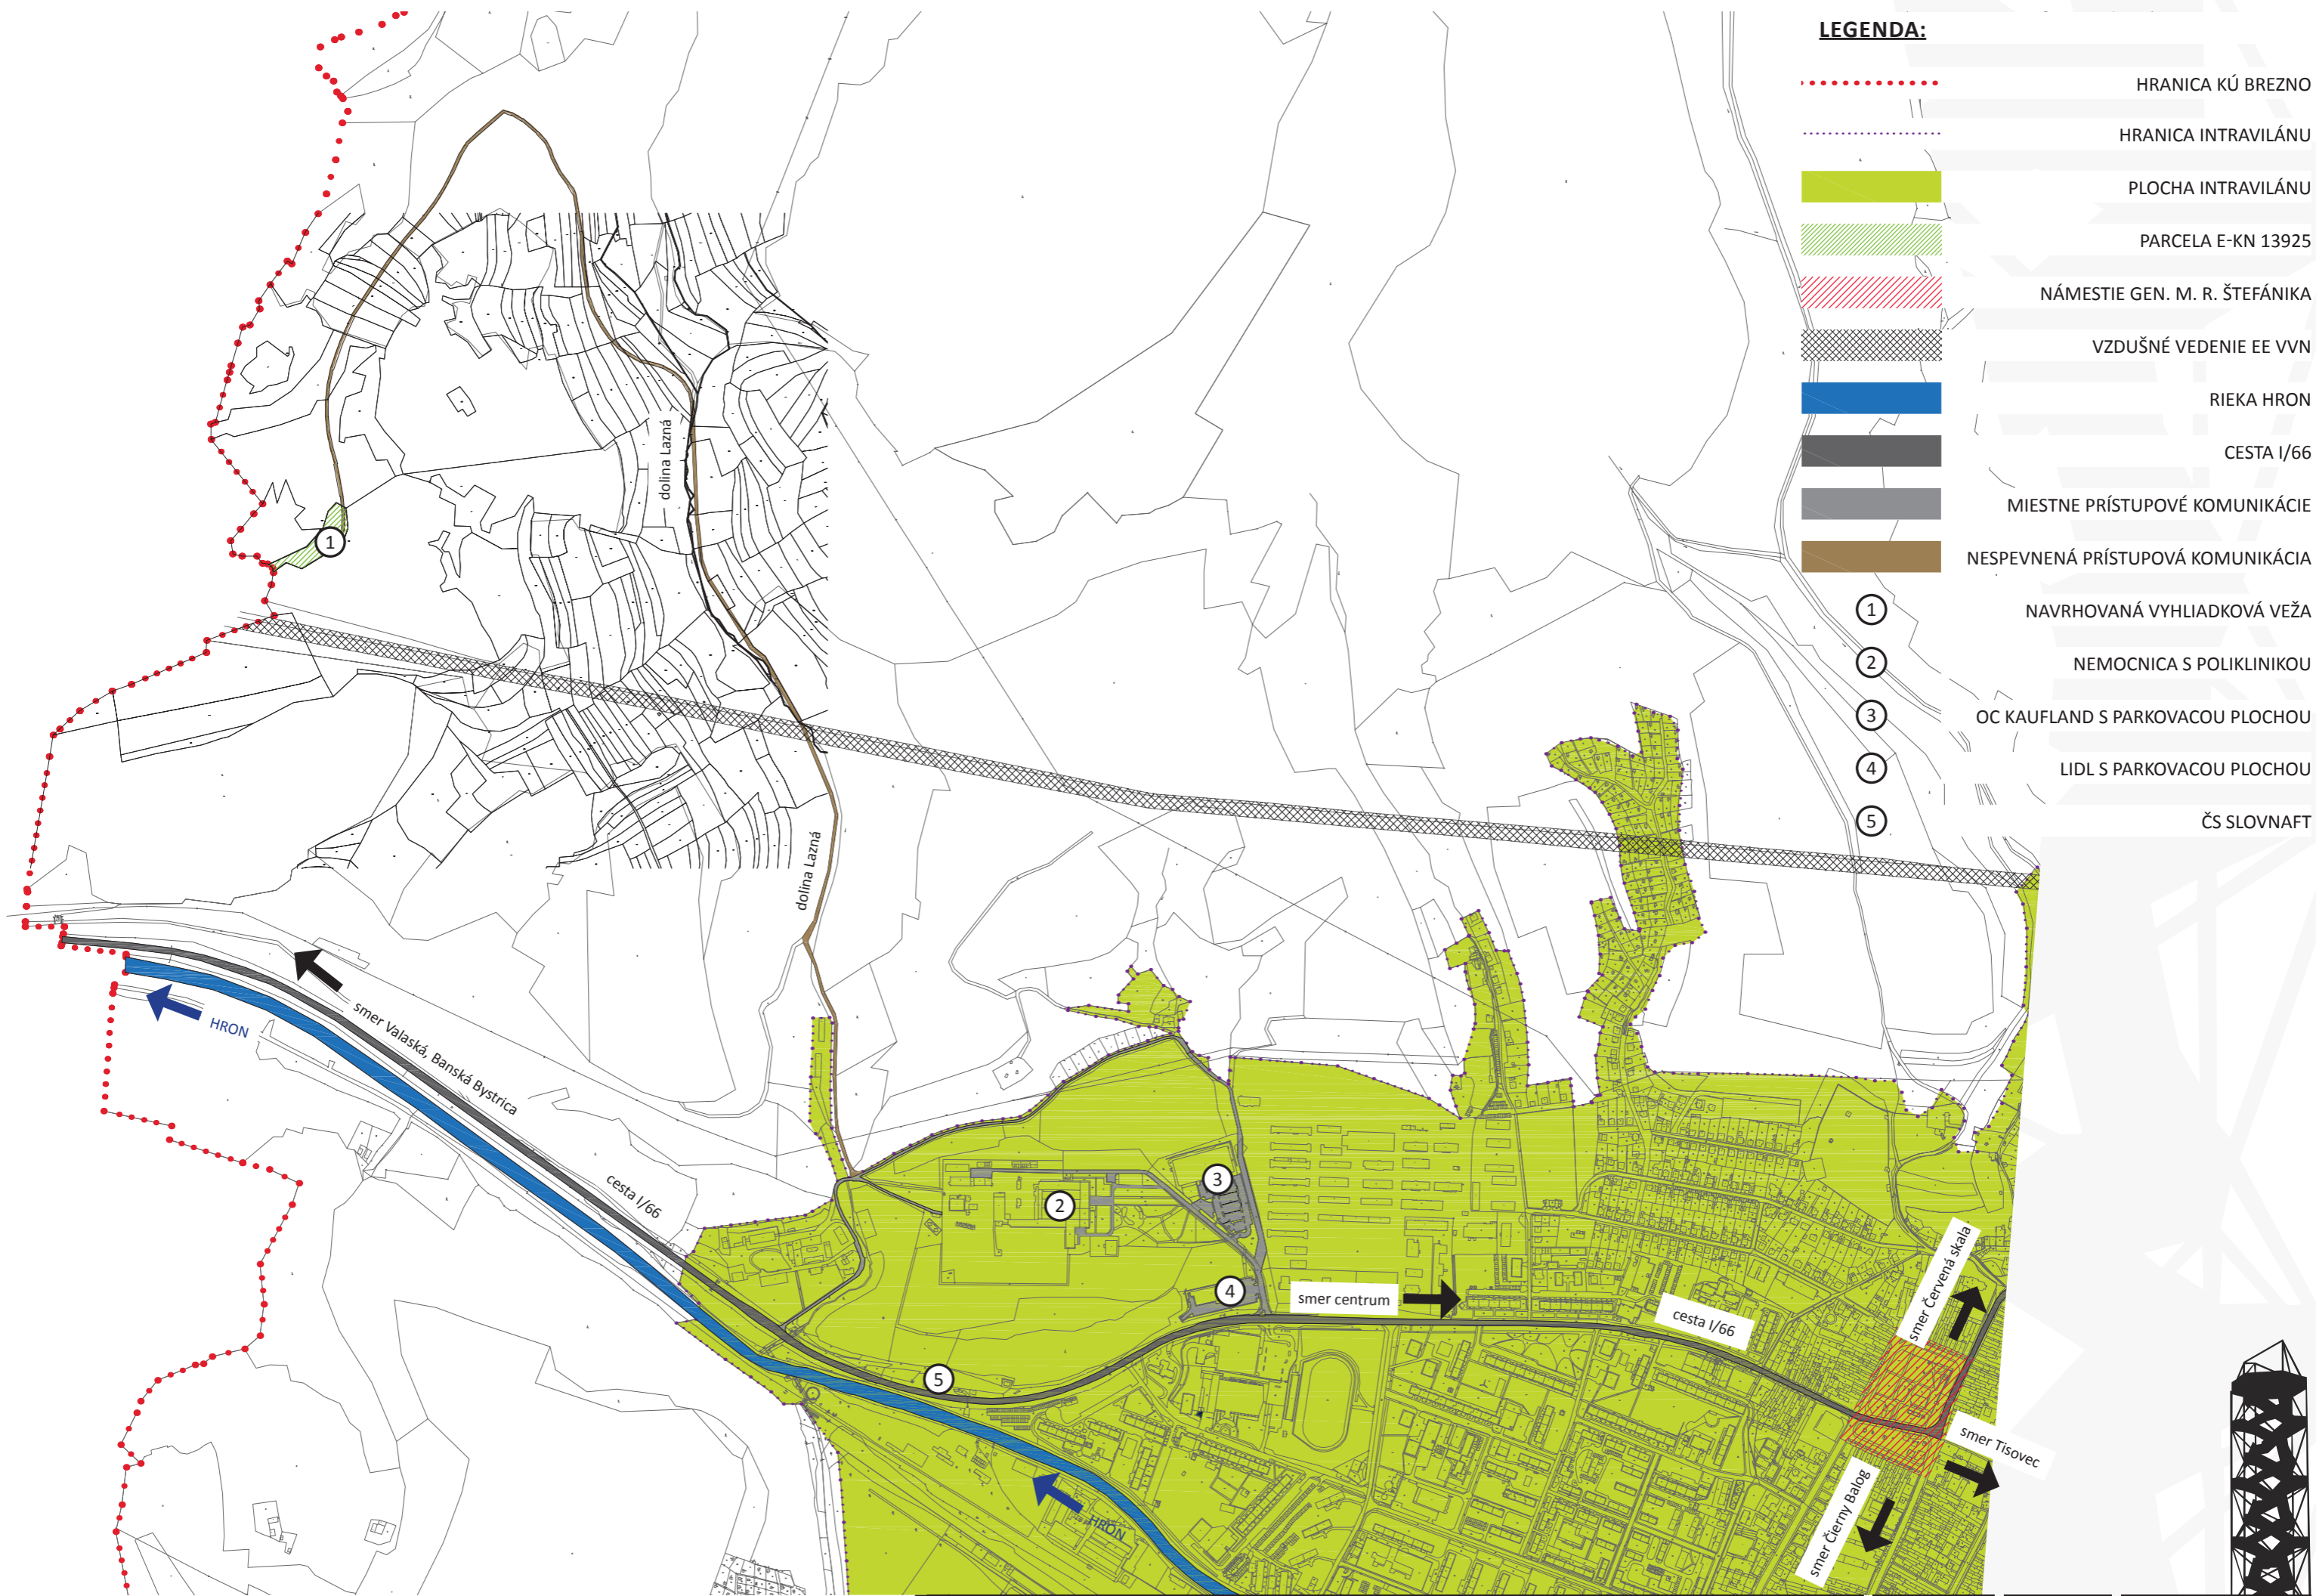 LEGENDA:
HRANICA KÚ BREZNO
HRANICA INTRAVILÁNU
PLOCHA INTRAVILÁNU
PARCELA E-KN 13925
NÁMESTIE GEN. M. R. ŠTEFÁNIKA
VZDUŠNÉ VEDENIE EE VVN
RIEKA HRON
CESTA I/66
MIESTNE PRÍSTUPOVÉ KOMUNIKÁCIE
NESPEVNENÁ PRÍSTUPOVÁ KOMUNIKÁCIA
1 NAVRHOVANÁ VYHLIADKOVÁ VEŽA
2 NEMOCNICA S POLIKLINIKOU
3 OC KAUFLAND S PARKOVACOU PLOCHOU
4 LIDL S PARKOVACOU PLOCHOU
5 ČS SLOVNAFT
dolina Lazná
1
dolina Lazná
smer Valaská, Banská Bystrica
HRON
cesta I/66
2
3
4
smer centrum
cesta I/66
smer Červená skala
5
smer Tisovec
smer Čierny Balog
HRON